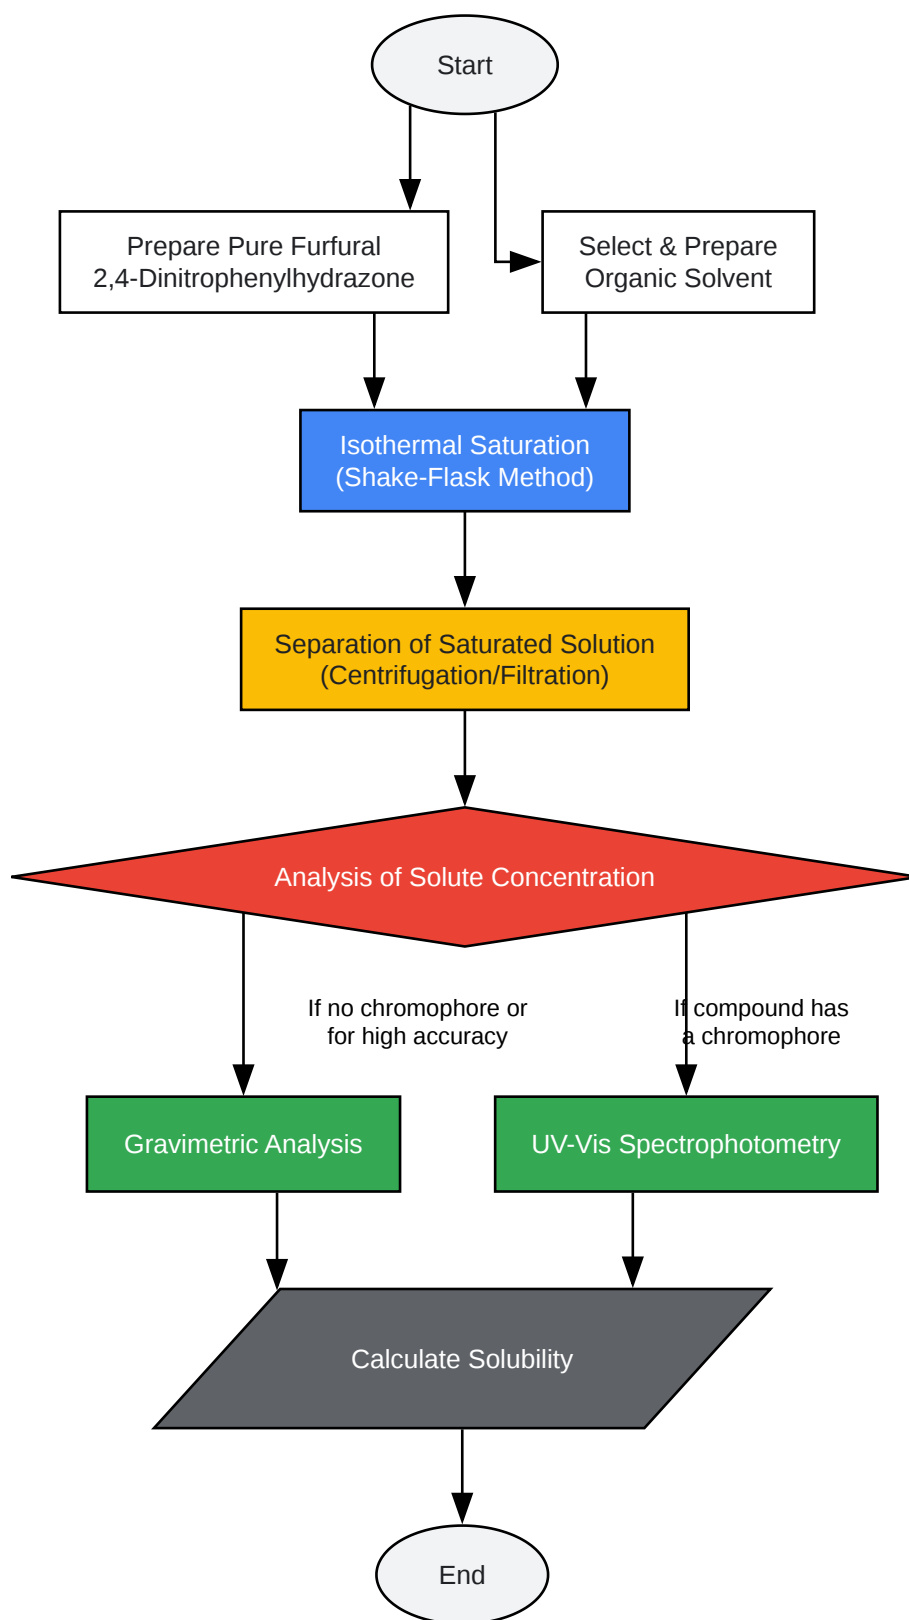 Start
Prepare Pure Furfural
2,4-Dinitrophenylhydrazone
Select & Prepare
Organic Solvent
Isothermal Saturation
(Shake-Flask Method)
Separation of Saturated Solution
(Centrifugation/Filtration)
Analysis of Solute Concentration
If no chromophore or
for high accuracy
If compound has
a chromophore
Gravimetric Analysis
UV-Vis Spectrophotometry
Calculate Solubility
End